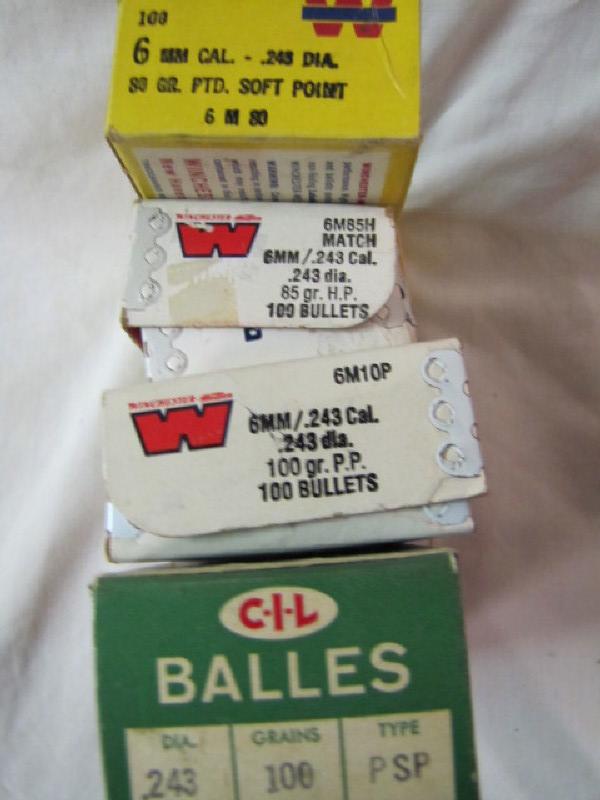 100
6 MM CAL. - .243 DIA.
80 GR. PTD. SOFT POINT
6 M 80
W
WINCHESTER
W
6M85H
MATCH
6MM/.243 Cal.
.243 dia.
85 gr. H.P.
100 BULLETS
WINCHESTER
W
6M10P
6MM/.243 Cal.
.243 dia.
100 gr. P.P.
100 BULLETS
C-I-L
BALLES
DIA. GRAINS TYPE
.243 100 PSP